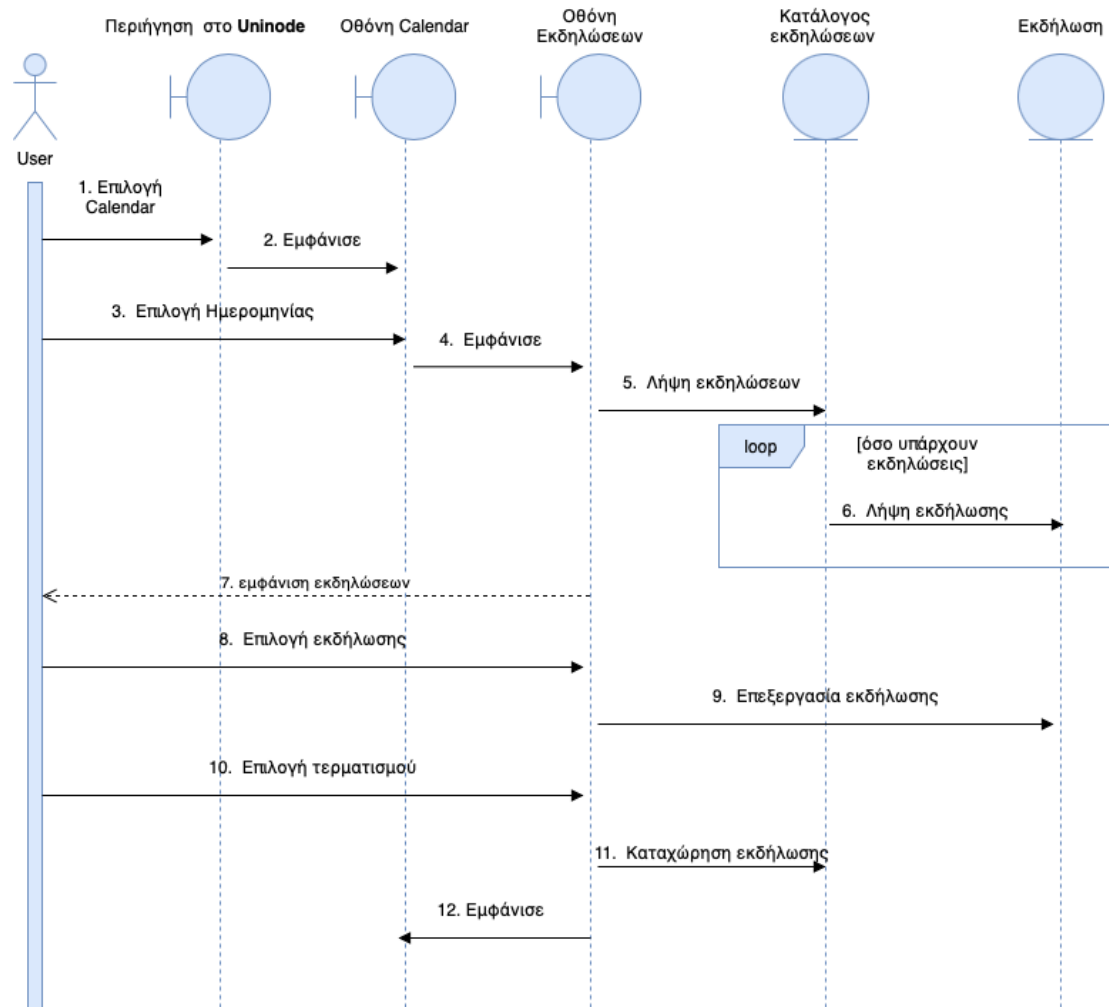 Περιήγηση στο Uninode
Οθόνη Calendar
Οθόνη
Εκδηλώσεων
Κατάλογος
εκδηλώσεων
Εκδήλωση
User
1. Επιλογή
Calendar
2. Εμφάνισε
3. Επιλογή Ημερομηνίας
4. Εμφάνισε
5. Λήψη εκδηλώσεων
loop
[όσο υπάρχουν
εκδηλώσεις]
6. Λήψη εκδήλωσης
7. εμφάνιση εκδηλώσεων
8. Επιλογή εκδήλωσης
9. Επεξεργασία εκδήλωσης
10. Επιλογή τερματισμού
11. Καταχώρηση εκδήλωσης
12. Εμφάνισε